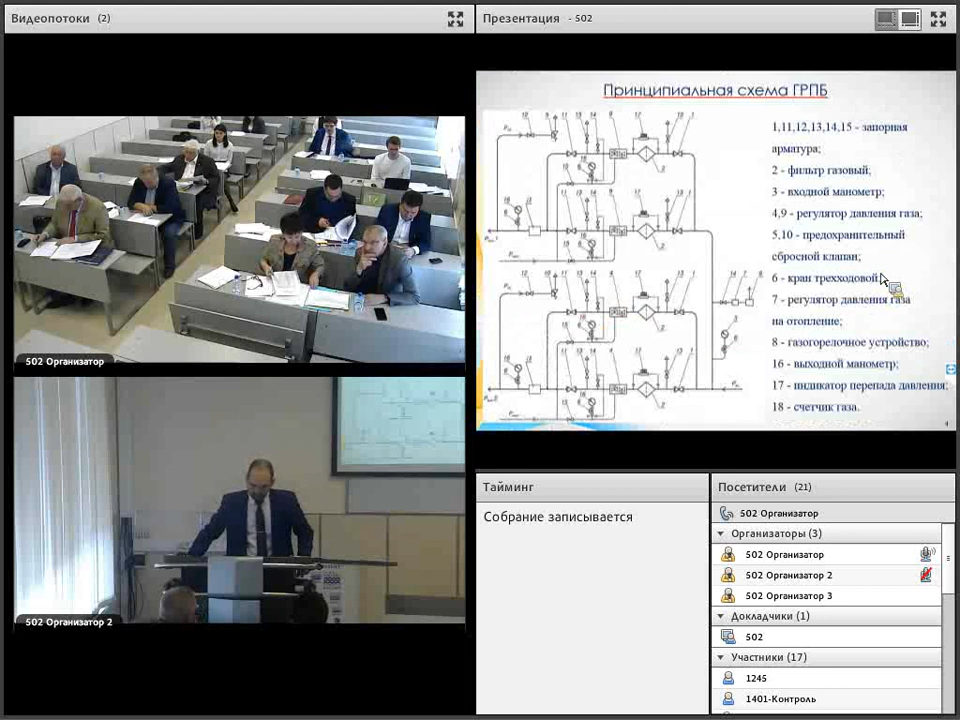 Видеопотоки (2)
502 Организатор
502 Организатор 2
Презентация - 502
Принципиальная схема ГРПБ
1,11,12,13,14,15 - запорная
арматура;
2 - фильтр газовый;
3 - входной манометр;
4,9 - регулятор давления газа;
5,10 - предохранительный
сбросной клапан;
6 - кран трехходовой;
7 - регулятор давления газа
на отопление;
8 - газогорелочное устройство;
16 - выходной манометр;
17 - индикатор перепада давления;
18 - счетчик газа.
4
Тайминг
Собрание записывается
Посетители (21)
502 Организатор
Организаторы (3)
502 Организатор
502 Организатор 2
502 Организатор 3
Докладчики (1)
502
Участники (17)
1245
1401-Контроль